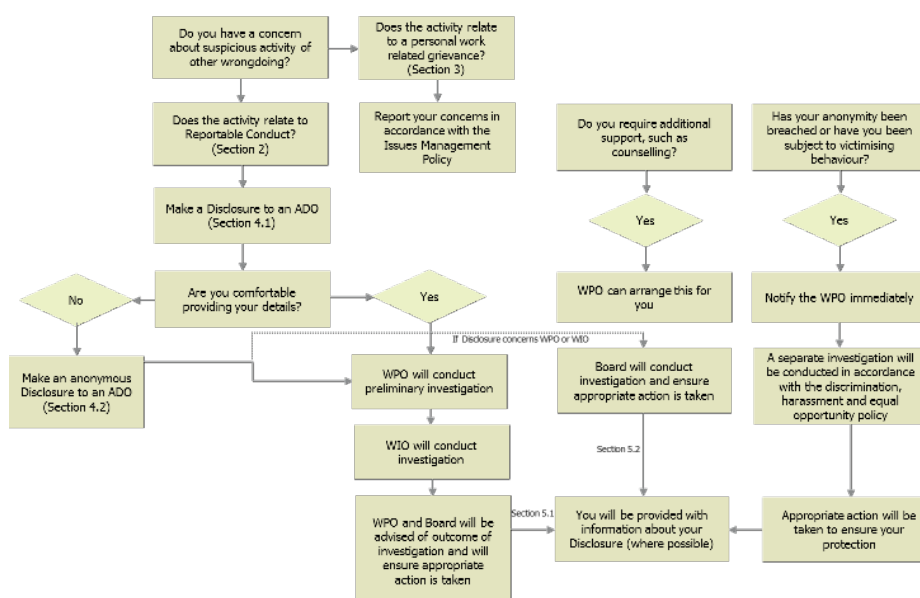 Do you have a concern
about suspicious activity of
other wrongdoing?
Does the activity relate
to a personal work
related grievance?
(Section 3)
Does the activity relate to
Reportable Conduct?
(Section 2)
Report your concerns in
accordance with the
Issues Management
Policy
Do you require additional
support, such as
counselling?
Has your anonymity been
breached or have you been
subject to victimising
behaviour?
Make a Disclosure to an ADO
(Section 4.1)
Yes
Yes
Are you comfortable
providing your details?
No
Yes
WPO can arrange this for
you
Notify the WPO immediately
If Disclosure concerns WPO or WIO
Make an anonymous
Disclosure to an ADO
(Section 4.2)
WPO will conduct
preliminary investigation
Board will conduct
investigation and ensure
appropriate action is taken
A separate investigation will
be conducted in accordance
with the discrimination,
harassment and equal
opportunity policy
WIO will conduct
investigation
Section 5.2
WPO and Board will be
advised of outcome of
investigation and will
ensure appropriate
action is taken
Section 5.1
You will be provided with
information about your
Disclosure (where possible)
Appropriate action will be
taken to ensure your
protection